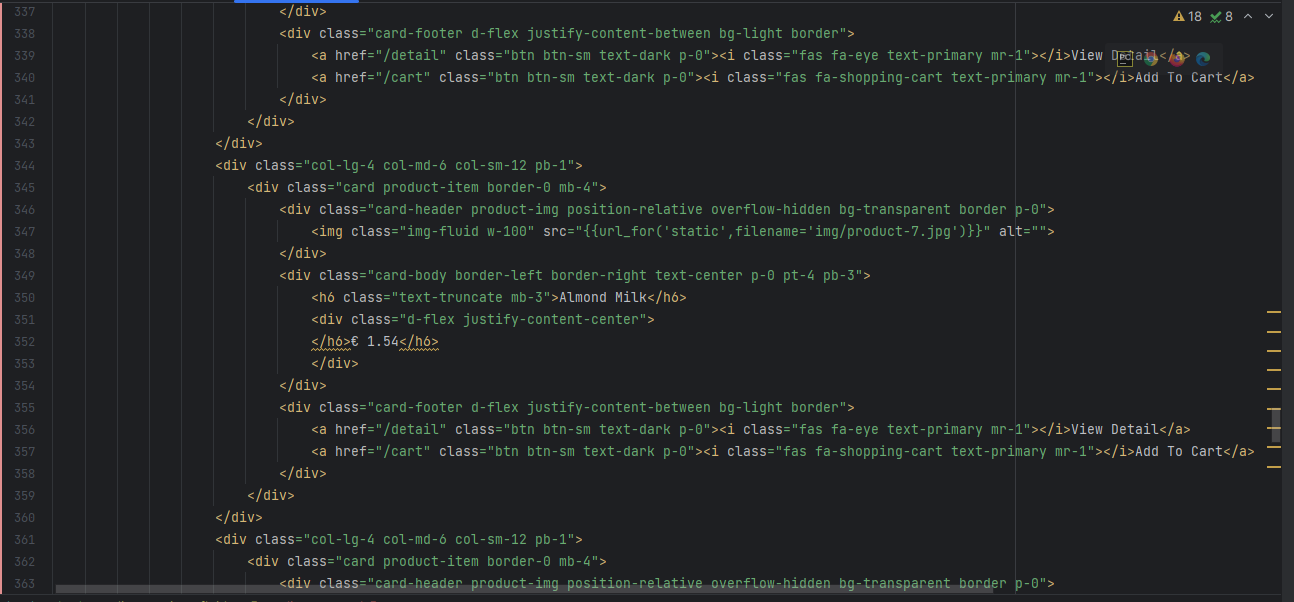 18 8
337 </div>
338 <div class="card-footer d-flex justify-content-between bg-light border">
339 <a href="/detail" class="btn btn-sm text-dark p-0"><i class="fas fa-eye text-primary mr-1"></i>View Detail</a>
340 <a href="/cart" class="btn btn-sm text-dark p-0"><i class="fas fa-shopping-cart text-primary mr-1"></i>Add To Cart</a>
341 </div>
342 </div>
343 </div>
344 <div class="col-lg-4 col-md-6 col-sm-12 pb-1">
345 <div class="card product-item border-0 mb-4">
346 <div class="card-header product-img position-relative overflow-hidden bg-transparent border p-0">
347 <img class="img-fluid w-100" src="{{url_for('static',filename='img/product-7.jpg')}}" alt="">
348 </div>
349 <div class="card-body border-left border-right text-center p-0 pt-4 pb-3">
350 <h6 class="text-truncate mb-3">Almond Milk</h6>
351 <div class="d-flex justify-content-center">
352 </h6>€ 1.54</h6>
353 </div>
354 </div>
355 <div class="card-footer d-flex justify-content-between bg-light border">
356 <a href="/detail" class="btn btn-sm text-dark p-0"><i class="fas fa-eye text-primary mr-1"></i>View Detail</a>
357 <a href="/cart" class="btn btn-sm text-dark p-0"><i class="fas fa-shopping-cart text-primary mr-1"></i>Add To Cart</a>
358 </div>
359 </div>
360 </div>
361 <div class="col-lg-4 col-md-6 col-sm-12 pb-1">
362 <div class="card product-item border-0 mb-4">
363 <div class="card-header product-img position-relative overflow-hidden bg-transparent border p-0">